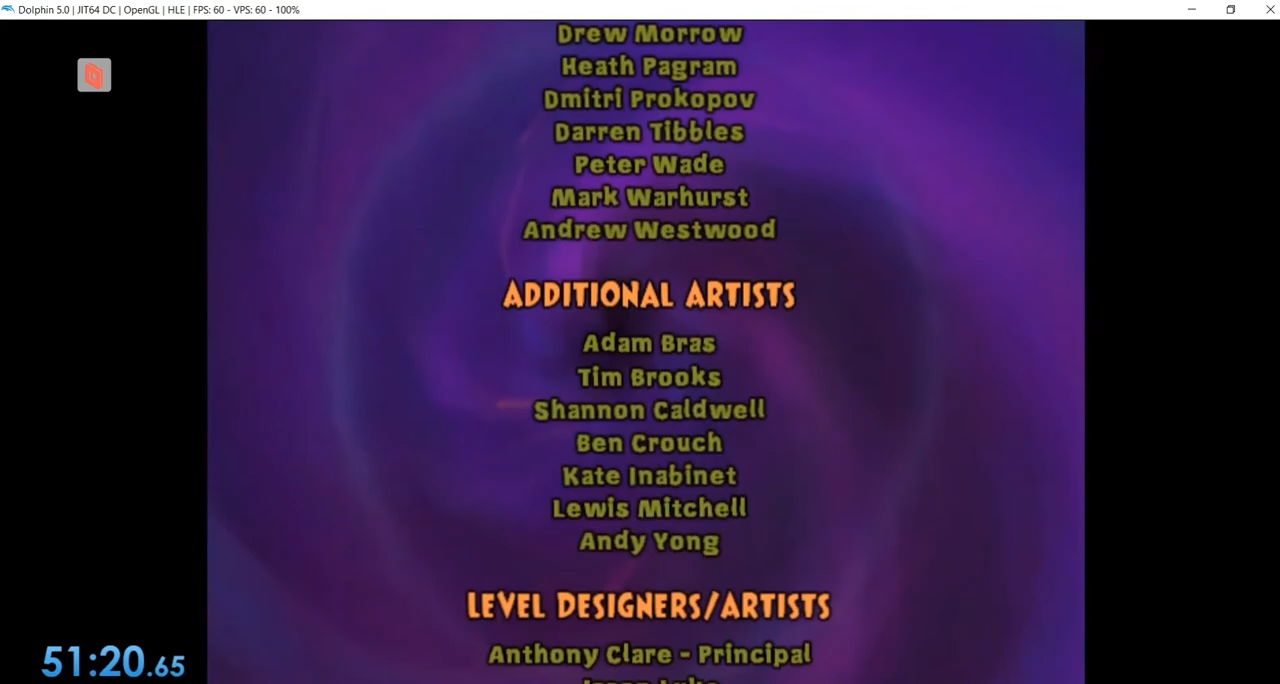 Dolphin 5.0 | JIT64 DC | OpenGL | HLE | FPS: 60 - VPS: 60 - 100%
Drew Morrow
Heath Pagram
Dmitri Prokopov
Darren Tibbles
Peter Wade
Mark Warhurst
Andrew Westwood
ADDITIONAL ARTISTS
Adam Bras
Tim Brooks
Shannon Caldwell
Ben Crouch
Kate Inabinet
Lewis Mitchell
Andy Yong
LEVEL DESIGNERS/ARTISTS
Anthony Clare - Principal
51:20.65